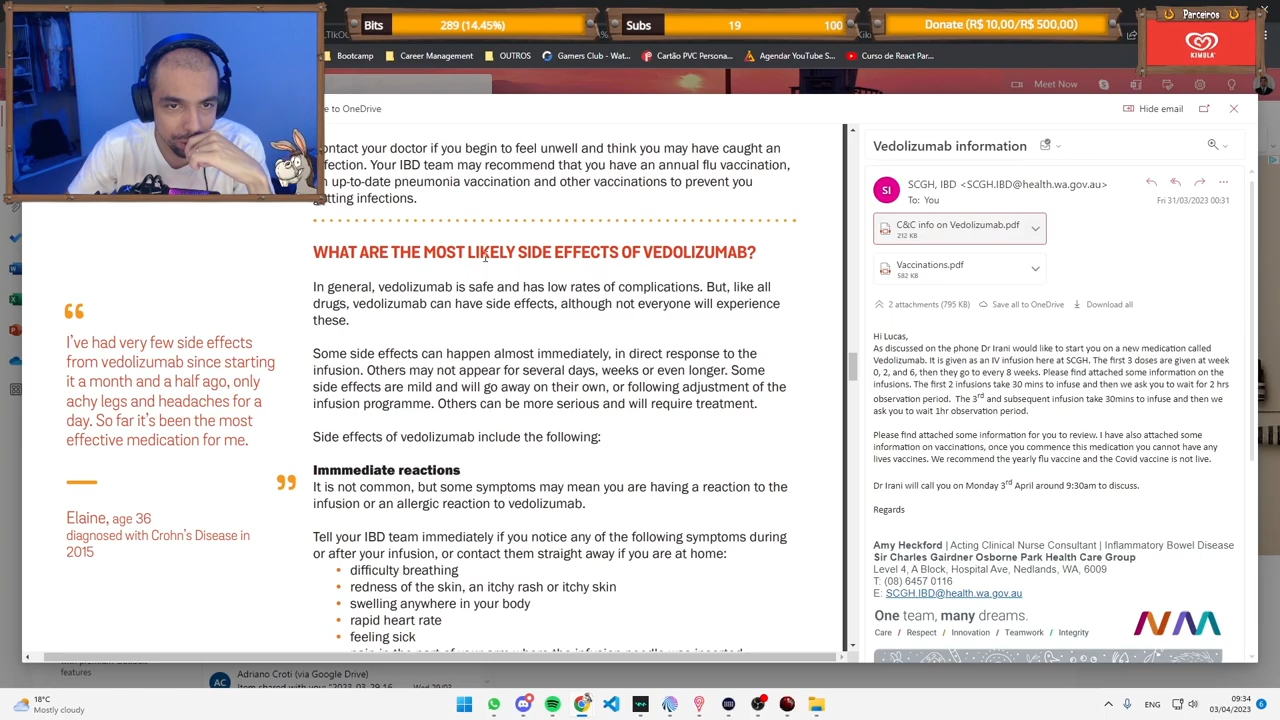 Bits
289 (14.45%)
Subs
19
100
Donate (R$ 10,00/R$ 500,00)
Parceiros
KIBOLA
Bootcamp
Career Management
OUTROS
Gamers Club - Wat...
Cartão PVC Persona...
Agendar YouTube S...
Curso de React Par...
Meet Now
e to OneDrive
Hide email
ontact your doctor if you begin to feel unwell and think you may have caught an
fection. Your IBD team may recommend that you have an annual flu vaccination,
up-to-date pneumonia vaccination and other vaccinations to prevent you
etting infections.
WHAT ARE THE MOST LIKELY SIDE EFFECTS OF VEDOLIZUMAB?
In general, vedolizumab is safe and has low rates of complications. But, like all
drugs, vedolizumab can have side effects, although not everyone will experience
these.
Some side effects can happen almost immediately, in direct response to the
infusion. Others may not appear for several days, weeks or even longer. Some
side effects are mild and will go away on their own, or following adjustment of the
infusion programme. Others can be more serious and will require treatment.
Side effects of vedolizumab include the following:
Immmediate reactions
It is not common, but some symptoms may mean you are having a reaction to the
infusion or an allergic reaction to vedolizumab.
Tell your IBD team immediately if you notice any of the following symptoms during
or after your infusion, or contact them straight away if you are at home:
• difficulty breathing
• redness of the skin, an itchy rash or itchy skin
• swelling anywhere in your body
• rapid heart rate
• feeling sick
“
I’ve had very few side effects
from vedolizumab since starting
it a month and a half ago, only
achy legs and headaches for a
day. So far it’s been the most
effective medication for me.
”
Elaine, age 36
diagnosed with Crohn’s Disease in
2015
Vedolizumab information
SI
SCGH, IBD <SCGH.IBD@health.wa.gov.au>
To: You
Fri 31/03/2023 00:31
C&C info on Vedolizumab.pdf
212 KB
Vaccinations.pdf
582 KB
2 attachments (795 KB)
Save all to OneDrive
Download all
Hi Lucas,
As discussed on the phone Dr Irani would like to start you on a new medication called
Vedolizumab. It is given as an IV infusion here at SCGH. The first 3 doses are given at week
0, 2, and 6, then they go to every 8 weeks. Please find attached some information on the
infusions. The first 2 infusions take 30 mins to infuse and then we ask you to wait for 2 hrs
observation period. The 3rd and subsequent infusion take 30mins to infuse and then we
ask you to wait 1hr observation period.
Please find attached some information for you to review. I have also attached some
information on vaccinations, once you commence this medication you cannot have any
lives vaccines. We recommend the yearly flu vaccine and the Covid vaccine is not live.
Dr Irani will call you on Monday 3rd April around 9:30am to discuss.
Regards
Amy Heckford | Acting Clinical Nurse Consultant | Inflammatory Bowel Disease
Sir Charles Gairdner Osborne Park Health Care Group
Level 4, A Block, Hospital Ave, Nedlands, WA, 6009
T: (08) 6457 0116
E: SCGH.IBD@health.wa.gov.au
One team, many dreams.
Care / Respect / Innovation / Teamwork / Integrity
features
AC
Adriano Croti (via Google Drive)
18°C
Mostly cloudy
ENG
09:34
03/04/2023
6